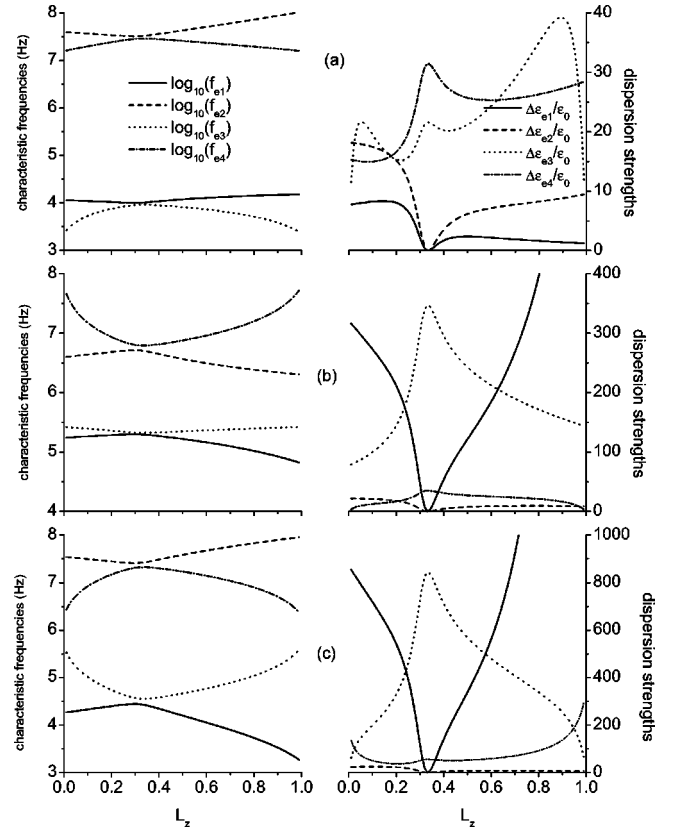 8
7
6
5
4
3
characteristic frequencies (Hz)
log10(fe1)
log10(fe2)
log10(fe3)
log10(fe4)
(a)
40
30
20
10
0
dispersion strengths
Δεe1/ε0
Δεe2/ε0
Δεe3/ε0
Δεe4/ε0
8
7
6
5
4
characteristic frequencies (Hz)
(b)
400
300
200
100
0
dispersion strengths
8
7
6
5
4
3
characteristic frequencies (Hz)
(c)
1000
800
600
400
200
0
dispersion strengths
0.0 0.2 0.4 0.6 0.8 1.0
0.0 0.2 0.4 0.6 0.8 1.0
Lz
Lz